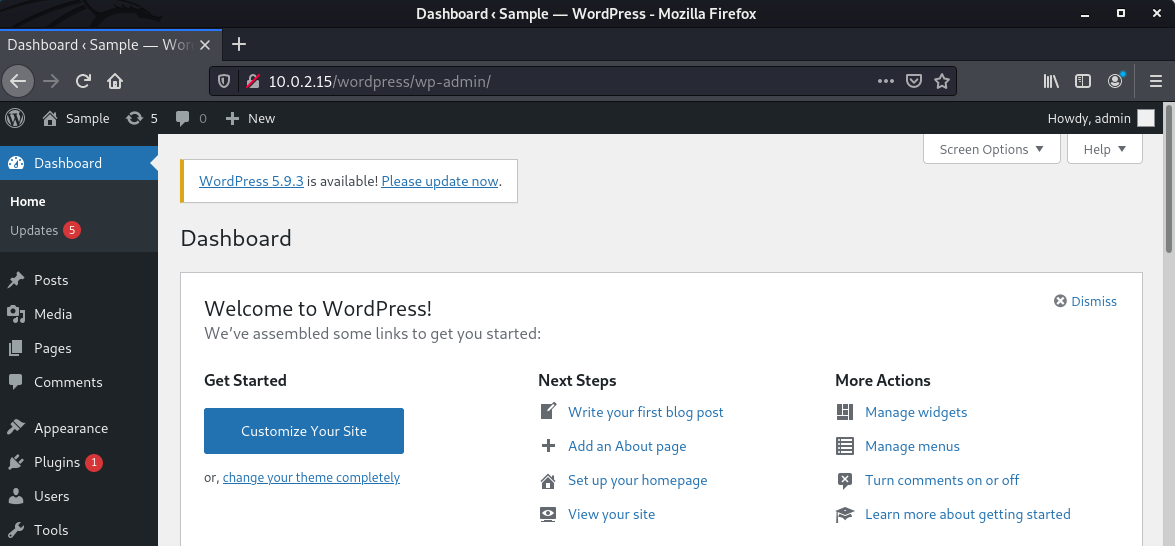 Dashboard ‹ Sample — WordPress - Mozilla Firefox
Dashboard ‹ Sample — Wor
10.0.2.15/wordpress/wp-admin/
Sample 5 0 New Howdy, admin
Screen Options Help
Dashboard
Home
Updates 5
Posts
Media
Pages
Comments
Appearance
Plugins 1
Users
Tools
WordPress 5.9.3 is available! Please update now.
Dashboard
Welcome to WordPress!
Dismiss
We’ve assembled some links to get you started:
Get Started
Customize Your Site
or, change your theme completely
Next Steps
Write your first blog post
Add an About page
Set up your homepage
View your site
More Actions
Manage widgets
Manage menus
Turn comments on or off
Learn more about getting started